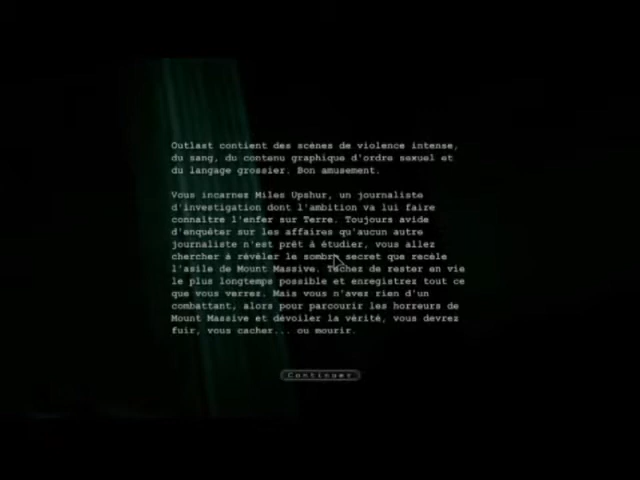 Outlast contient des scènes de violence intense,
du sang, du contenu graphique d'ordre sexuel et
du langage grossier. Bon amusement.
Vous incarnez Miles Upshur, un journaliste
d'investigation dont l'ambition va lui faire
connaître l'enfer sur Terre. Toujours avide
d'enquêter sur les affaires qu'aucun autre
journaliste n'est prêt à étudier, vous allez
chercher à révéler le sombre secret que recèle
l'asile de Mount Massive. Tâchez de rester en vie
le plus longtemps possible et enregistrez tout ce
que vous verrez. Mais vous n'avez rien d'un
combattant, alors pour parcourir les horreurs de
Mount Massive et dévoiler la vérité, vous devrez
fuir, vous cacher... ou mourir.
Continuer